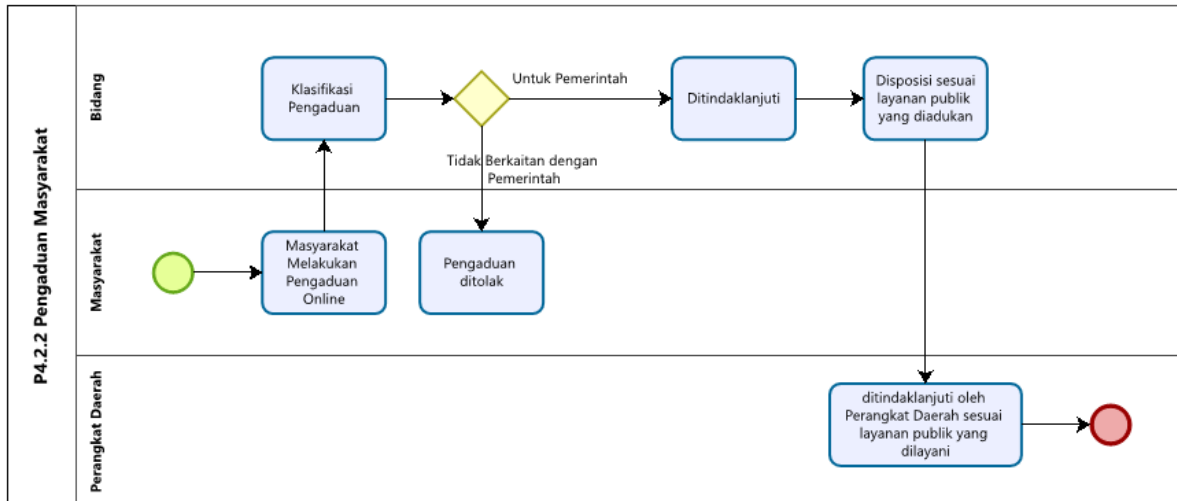 P4.2.2 Pengaduan Masyarakat
Bidang
Klasifikasi
Pengaduan
Untuk Pemerintah
Ditindaklanjuti
Disposisi sesuai
layanan publik
yang diadukan
Tidak Berkaitan dengan
Pemerintah
Masyarakat
Masyarakat
Melakukan
Pengaduan
Online
Pengaduan
ditolak
Perangkat Daerah
ditindaklanjuti oleh
Perangkat Daerah sesuai
layanan publik yang
dilayani